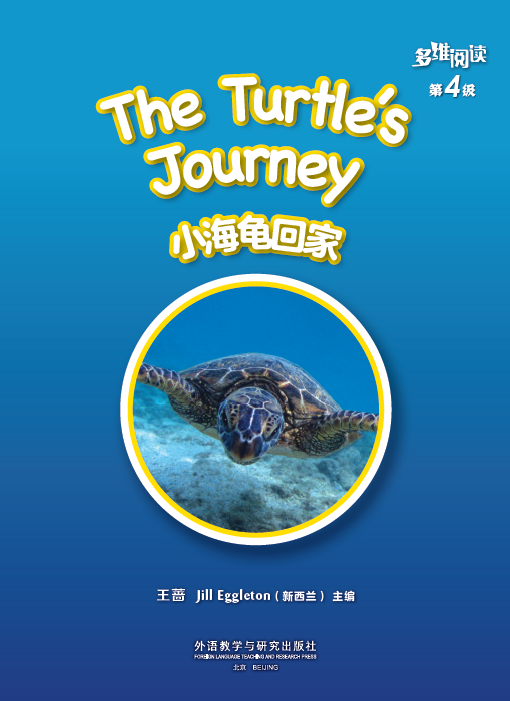 多维阅读
第4级
The Turtle's
Journey
小海龟回家
王蔷 Jill Eggleton（新西兰） 主编
外语教学与研究出版社
FOREIGN LANGUAGE TEACHING AND RESEARCH PRESS
北京 BEIJING